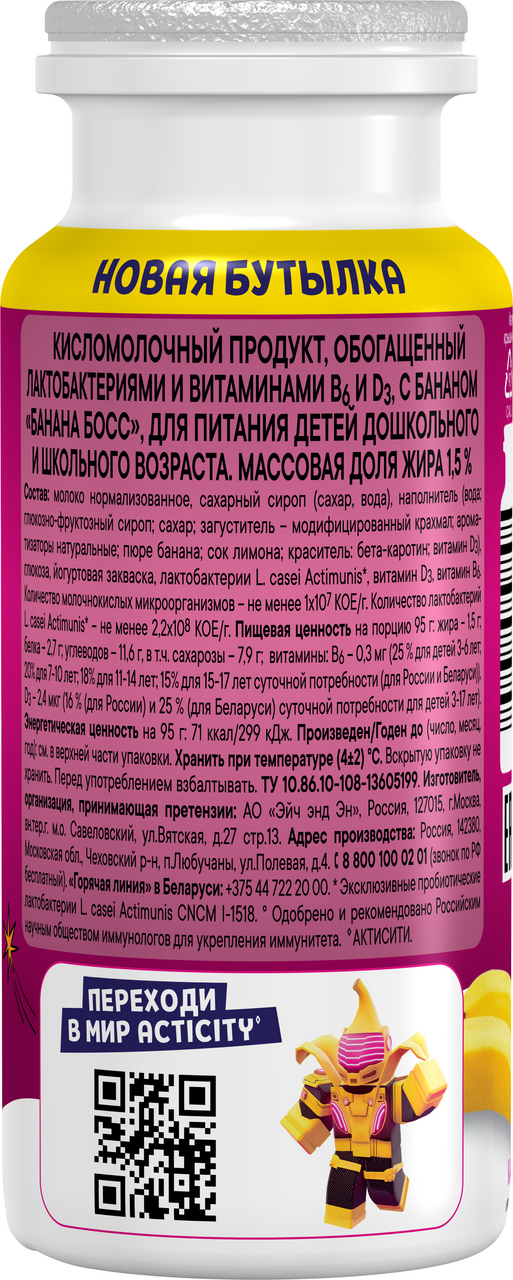 НОВАЯ БУТЫЛКА
КИСЛОМОЛОЧНЫЙ ПРОДУКТ, ОБОГАЩЕННЫЙ
ЛАКТОБАКТЕРИЯМИ И ВИТАМИНАМИ B₆ И D₃, С БАНАНОМ
«БАНАНА БОСС», ДЛЯ ПИТАНИЯ ДЕТЕЙ ДОШКОЛЬНОГО
И ШКОЛЬНОГО ВОЗРАСТА. МАССОВАЯ ДОЛЯ ЖИРА 1,5 %
Состав: молоко нормализованное, сахарный сироп (сахар, вода), наполнитель (вода;
глюкозно-фруктозный сироп; сахар; загуститель – модифицированный крахмал; арома-
тизаторы натуральные; пюре банана; сок лимона; краситель: бета-каротин; витамин D₃),
глюкоза, йогуртовая закваска, лактобактерии L. casei Actimunis*, витамин D₃, витамин B₆.
Количество молочнокислых микроорганизмов – не менее 1x10⁷ КОЕ/г. Количество лактобактерий
L. casei Actimunis* – не менее 2,2x10⁸ КОЕ/г. Пищевая ценность на порцию 95 г: жира - 1,5 г;
белка - 2,7 г; углеводов – 11,6 г, в т.ч. сахарозы – 7,9 г; витамины: B₆ – 0,3 мг (25 % для детей 3-6 лет;
20% для 7-10 лет; 18% для 11-14 лет; 15% для 15-17 лет суточной потребности (для России и Беларуси)),
D₃ – 2,4 мкг (16 % (для России) и 25 % (для Беларуси) суточной потребности для детей 3-17 лет).
Энергетическая ценность на 95 г: 71 ккал/299 кДж. Произведен/Годен до (число, месяц,
год): см. в верхней части упаковки. Хранить при температуре (4±2) °С. Вскрытую упаковку не
хранить. Перед употреблением взбалтывать. ТУ 10.86.10-108-13605199. Изготовитель,
организация, принимающая претензии: АО «Эйч энд Эн», Россия, 127015, г.Москва,
вн.тер.г. м.о. Савеловский, ул.Вятская, д.27 стр.13. Адрес производства: Россия, 142380,
Московская обл., Чеховский р-н, п.Любучаны, ул.Полевая, д.4. 8 800 100 02 01 (звонок по РФ
бесплатный). «Горячая линия» в Беларуси: +375 44 722 20 00. * Эксклюзивные пробиотические
лактобактерии L. casei Actimunis CNCM I-1518. ° Одобрено и рекомендовано Российским
научным обществом иммунологов для укрепления иммунитета. ◊АКТИСИТИ.
ПЕРЕХОДИ
В МИР ACTICITY◊